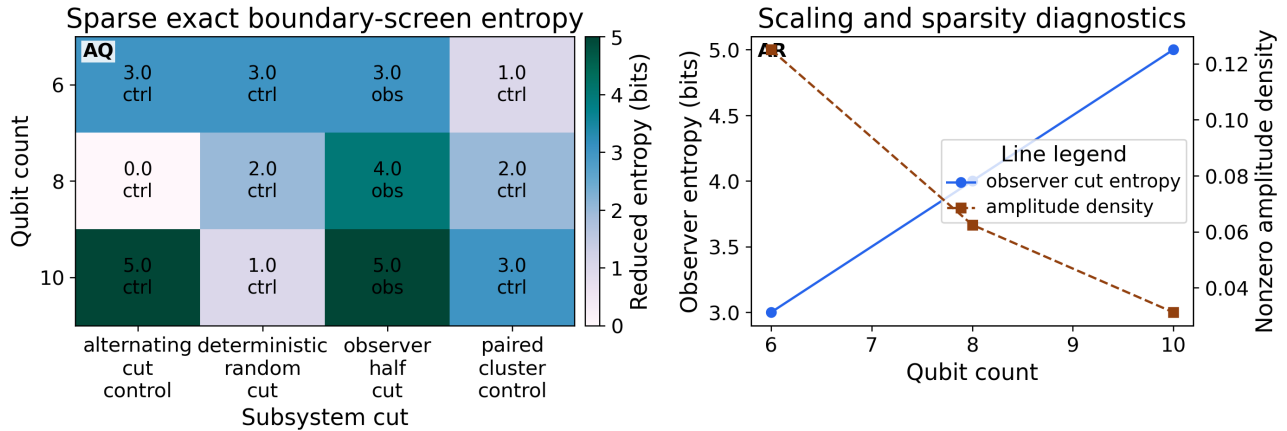 Sparse exact boundary-screen entropy
AQ
3.0
ctrl
3.0
ctrl
3.0
obs
1.0
ctrl
0.0
ctrl
2.0
ctrl
4.0
obs
2.0
ctrl
5.0
ctrl
1.0
ctrl
5.0
obs
3.0
ctrl
6
8
10
Qubit count
alternating
cut
control
deterministic
random
cut
observer
half
cut
paired
cluster
control
Subsystem cut
5
4
3
2
1
0
Reduced entropy (bits)
Scaling and sparsity diagnostics
AR
5.0
4.5
4.0
3.5
3.0
Observer entropy (bits)
Line legend
observer cut entropy
amplitude density
6
7
8
9
10
Qubit count
0.12
0.10
0.08
0.06
0.04
Nonzero amplitude density